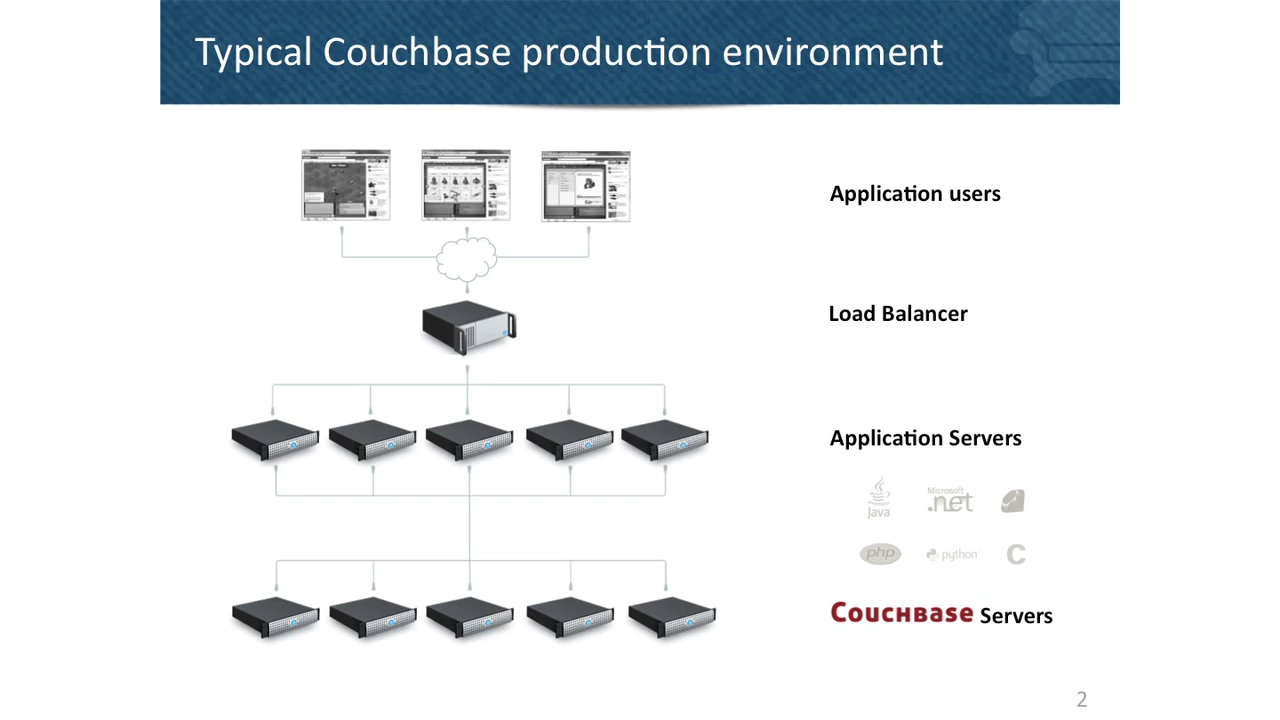 Typical Couchbase production environment
Application users
Load Balancer
Application Servers
Java
Microsoft
.net
php
python
C
COUCHBASE Servers
2